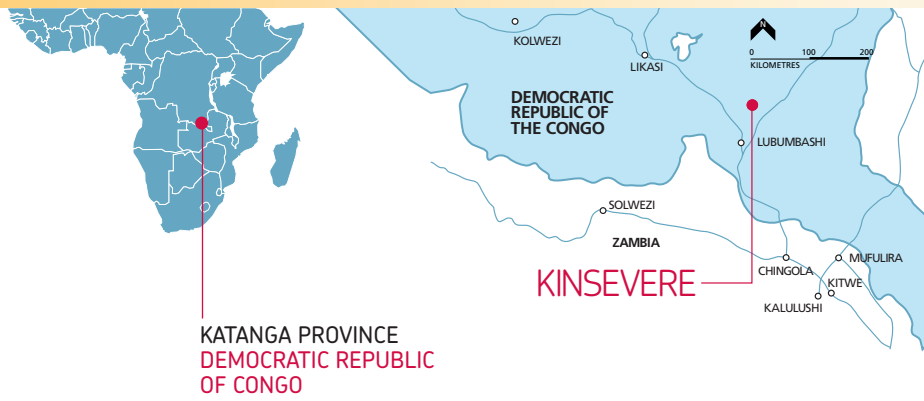 N
0 100 200
KILOMETRES
KOLWEZI
LIKASI
DEMOCRATIC
REPUBLIC OF
THE CONGO
LUBUMBASHI
SOLWEZI
ZAMBIA
KINSEVERE
CHINGOLA
MUFULIRA
KITWE
KALULUSHI
KATANGA PROVINCE
DEMOCRATIC REPUBLIC
OF CONGO